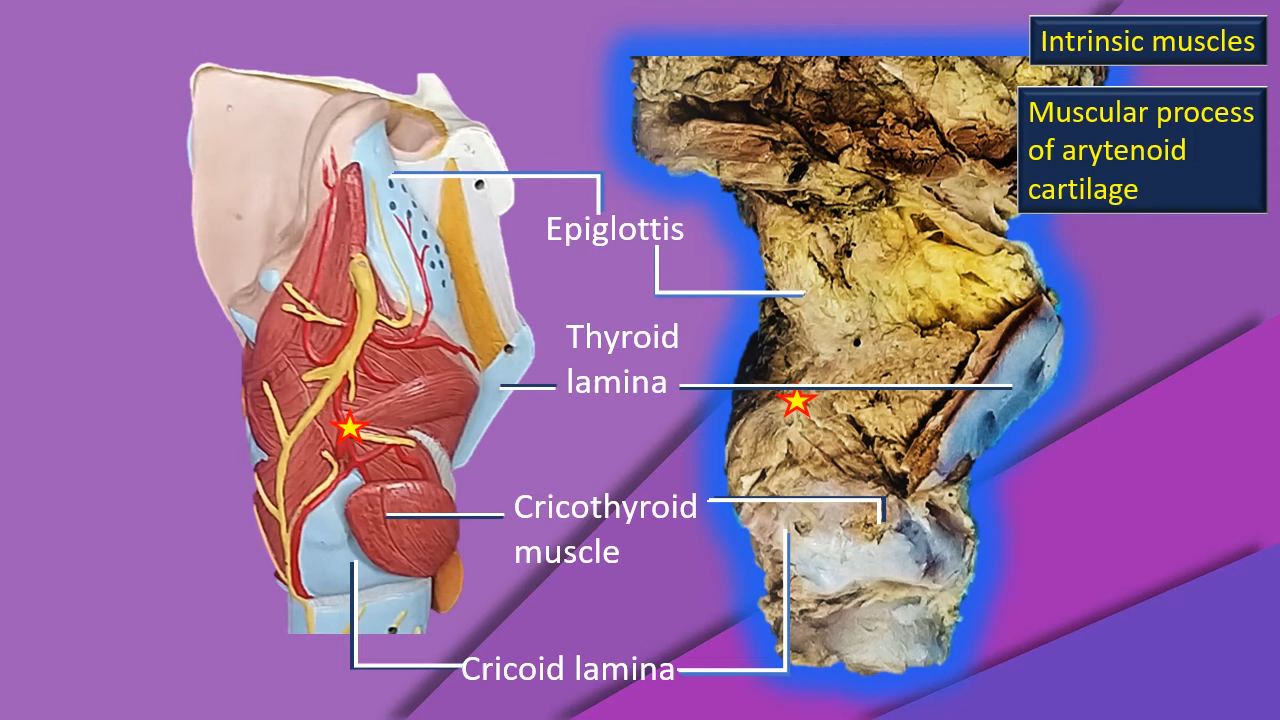 Intrinsic muscles
Muscular process
of arytenoid
cartilage
Epiglottis
Thyroid
lamina
Cricothyroid
muscle
Cricoid lamina